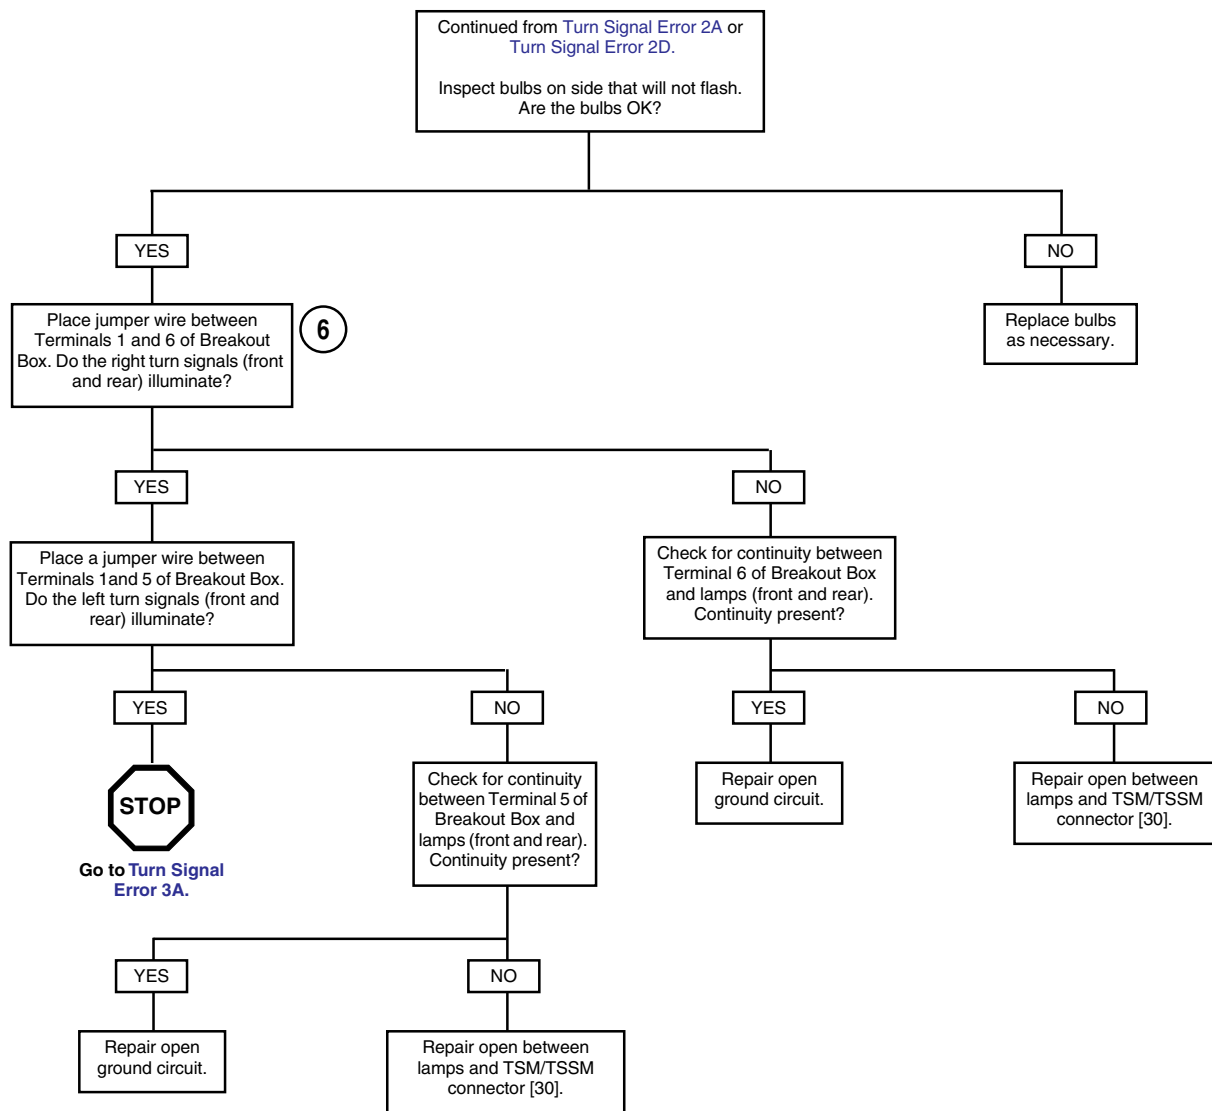 Continued from Turn Signal Error 2A or
Turn Signal Error 2D.
Inspect bulbs on side that will not flash.
Are the bulbs OK?
YES
NO
Place jumper wire between
Terminals 1 and 6 of Breakout
Box. Do the right turn signals (front
and rear) illuminate?
6
Replace bulbs
as necessary.
YES
NO
Place a jumper wire between
Terminals 1and 5 of Breakout Box.
Do the left turn signals (front and
rear) illuminate?
Check for continuity between
Terminal 6 of Breakout Box
and lamps (front and rear).
Continuity present?
YES
NO
YES
NO
STOP
Go to Turn Signal
Error 3A.
Check for continuity
between Terminal 5 of
Breakout Box and
lamps (front and rear).
Continuity present?
Repair open
ground circuit.
Repair open between
lamps and TSM/TSSM
connector [30].
YES
NO
Repair open
ground circuit.
Repair open between
lamps and TSM/TSSM
connector [30].